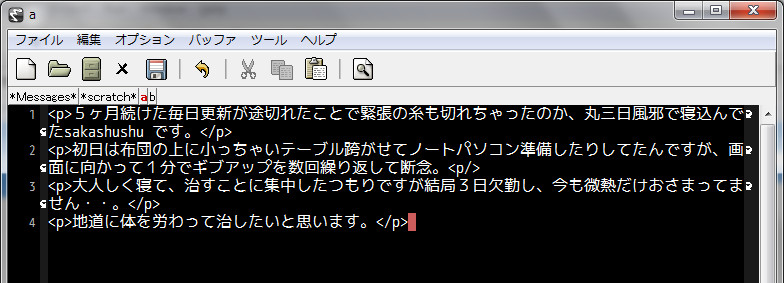 a
ファイル 編集 オプション バッファ ツール ヘルプ
*Messages* *scratch* a b
1 <p>５ヶ月続けた毎日更新が途切れたことで緊張の糸も切れちゃったのか、丸三日風邪で寝込んで
たsakashushu です。</p>
2 <p>初日は布団の上に小っちゃいテーブル跨がせてノートパソコン準備したりしてたんですが、画
面に向かって１分でギブアップを数回繰り返して断念。<p/>
3 <p>大人しく寝て、治すことに集中したつもりですが結局３日欠勤し、今も微熱だけおさまってま
せん・・。</p>
4 <p>地道に体を労わって治したいと思います。</p>